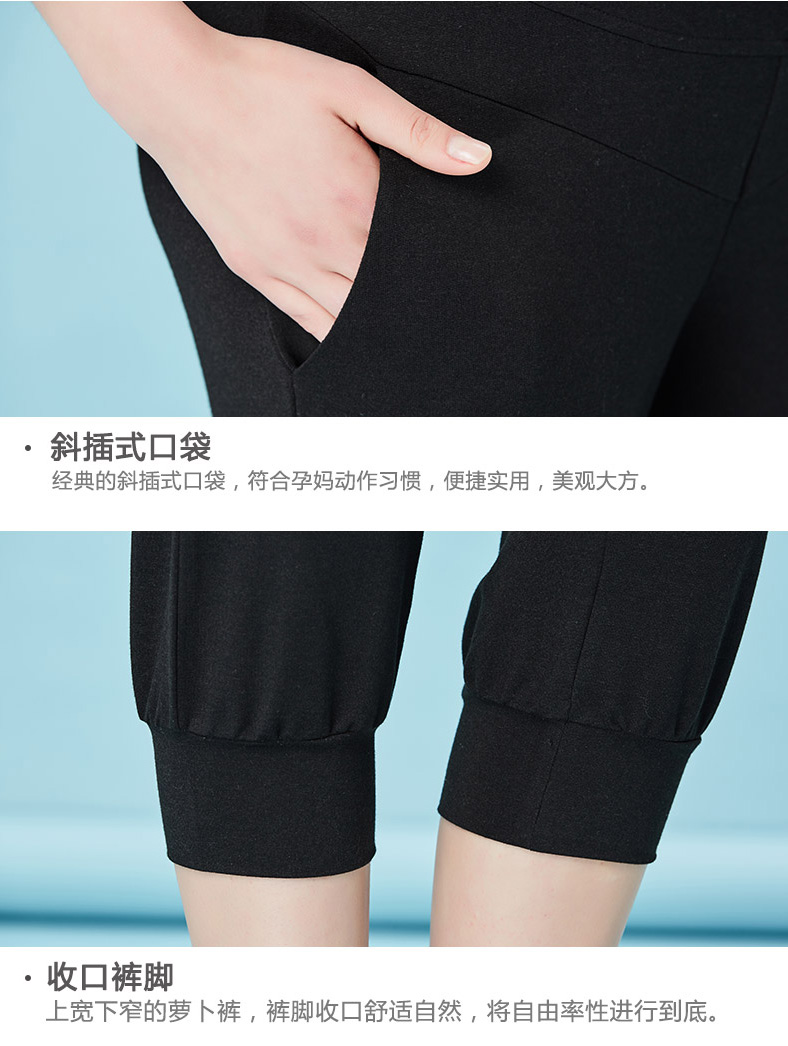 · 斜插式口袋
经典的斜插式口袋，符合孕妈动作习惯，便捷实用，美观大方。
· 收口裤脚
上宽下窄的萝卜裤，裤脚收口舒适自然，将自由率性进行到底。